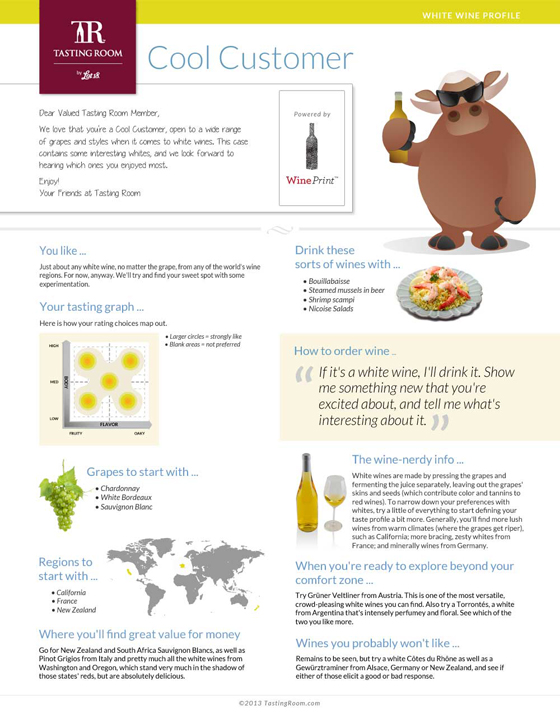 WHITE WINE PROFILE
TR
TASTING ROOM
by Lot18
Cool Customer
Dear Valued Tasting Room Member,
We love that you're a Cool Customer, open to a wide range
of grapes and styles when it comes to white wines. This case
contains some interesting whites, and we look forward to
hearing which ones you enjoyed most.
Enjoy!
Your Friends at Tasting Room
Powered by
WinePrint™
You like ...
Just about any white wine, no matter the grape, from any of the world's wine
regions. For now, anyway. We'll try and find your sweet spot with some
experimentation.
Your tasting graph ...
Here is how your rating choices map out.
HIGH
MED
LOW
BODY
FLAVOR
FRUITY
OAKY
• Larger circles = strongly like
• Blank areas = not preferred
Grapes to start with ...
• Chardonnay
• White Bordeaux
• Sauvignon Blanc
Regions to
start with ...
• California
• France
• New Zealand
Where you'll find great value for money
Go for New Zealand and South Africa Sauvignon Blancs, as well as
Pinot Grigios from Italy and pretty much all the white wines from
Washington and Oregon, which stand very much in the shadow of
those states' reds, but are absolutely delicious.
Drink these
sorts of wines with ...
• Bouillabaisse
• Steamed mussels in beer
• Shrimp scampi
• Nicoise Salads
How to order wine ..
“ If it's a white wine, I'll drink it. Show
me something new that you're
excited about, and tell me what's
interesting about it. ”
The wine-nerdy info ...
White wines are made by pressing the grapes and
fermenting the juice separately, leaving out the grapes'
skins and seeds (which contribute color and tannins to
red wines). To narrow down your preferences with
whites, try a little of everything to start defining your
taste profile a bit more. Generally, you'll find more lush
wines from warm climates (where the grapes get riper),
such as California; more bracing, zesty whites from
France; and minerally wines from Germany.
When you're ready to explore beyond your
comfort zone ...
Try Grüner Veltliner from Austria. This is one of the most versatile,
crowd-pleasing white wines you can find. Also try a Torrontés, a white
from Argentina that's intensely perfumey and floral. See which of the
two you like more.
Wines you probably won't like ...
Remains to be seen, but try a white Côtes du Rhône as well as a
Gewürztraminer from Alsace, Germany or New Zealand, and see if
either of those elicit a good or bad response.
©2013 TastingRoom.com